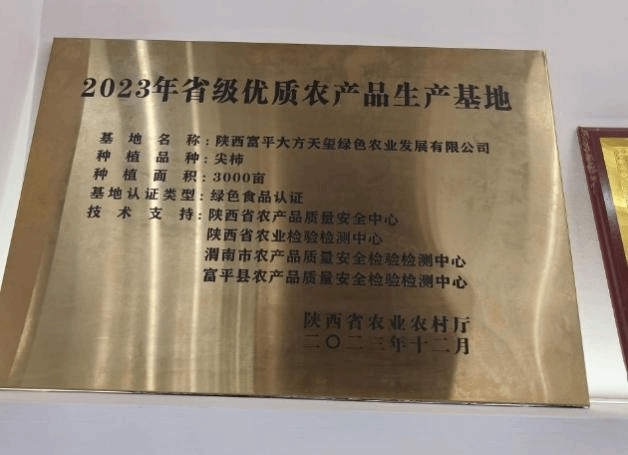 2023年省级优质农产品生产基地
基地名称:陕西富平大方天玺绿色农业发展有限公司
种植品种:尖柿
种植面积:3000亩
基地认证类型:绿色食品认证
技术支持:陕西省农产品质量安全中心
陕西省农业检验检测中心
渭南市农产品质量安全检验检测中心
富平县农产品质量安全检验检测中心
陕西省农业农村厅
二〇二三年十二月